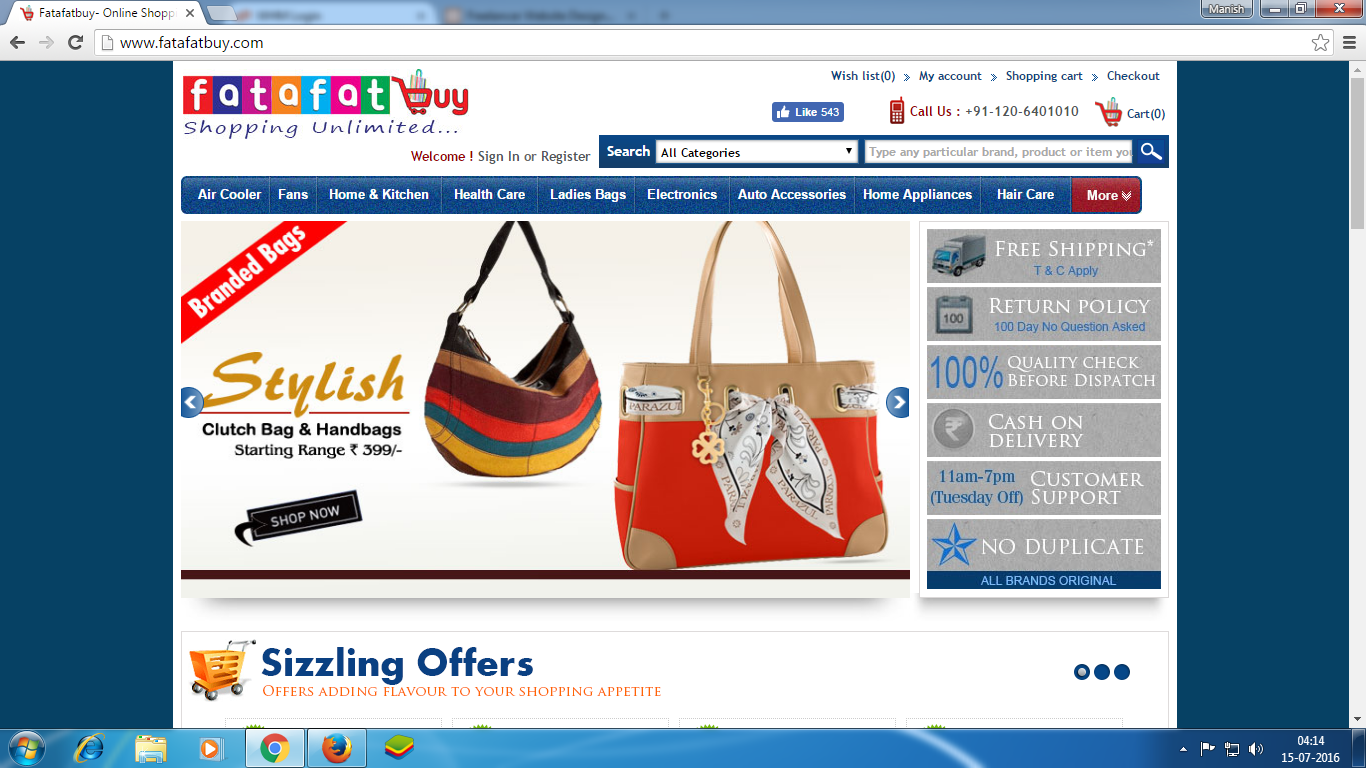 Fatafatbuy- Online Shopp
Manish
www.fatafatbuy.com
fatafat buy
Shopping Unlimited...
Wish list(0) My account Shopping cart Checkout
Like 543
Call Us : +91-120-6401010
Cart(0)
Welcome ! Sign In or Register
Search All Categories Type any particular brand, product or item you
Air Cooler Fans Home & Kitchen Health Care Ladies Bags Electronics Auto Accessories Home Appliances Hair Care More
Branded Bags
Stylish
Clutch Bag & Handbags
Starting Range ₹ 399/-
SHOP NOW
PARAZUL
PARAZUL
FREE SHIPPING*
T & C Apply
100
RETURN POLICY
100 Day No Question Asked
100% QUALITY CHECK
BEFORE DISPATCH
₹
CASH ON
DELIVERY
11am-7pm
(Tuesday Off)
CUSTOMER
SUPPORT
NO DUPLICATE
ALL BRANDS ORIGINAL
Sizzling Offers
OFFERS ADDING FLAVOUR TO YOUR SHOPPING APPETITE
04:14
15-07-2016